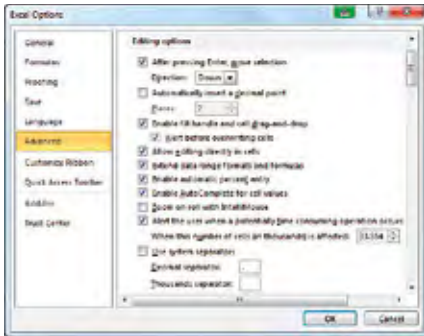 Excel Options
General
Formulas
Proofing
Save
Language
Advanced
Customize Ribbon
Quick Access Toolbar
Add-Ins
Trust Center
Editing options
After pressing Enter, move selection
Direction: Down
Automatically insert a decimal point
Places: 2
Enable fill handle and cell drag-and-drop
Alert before overwriting cells
Allow editing directly in cells
Extend data range formats and formulas
Enable automatic percent entry
Enable AutoComplete for cell values
Zoom on roll with IntelliMouse
Alert the user when a potentially time consuming operation occurs
When this number of cells (in thousands) is affected:
Use system separators
Decimal separator:
Thousands separator:
OK
Cancel